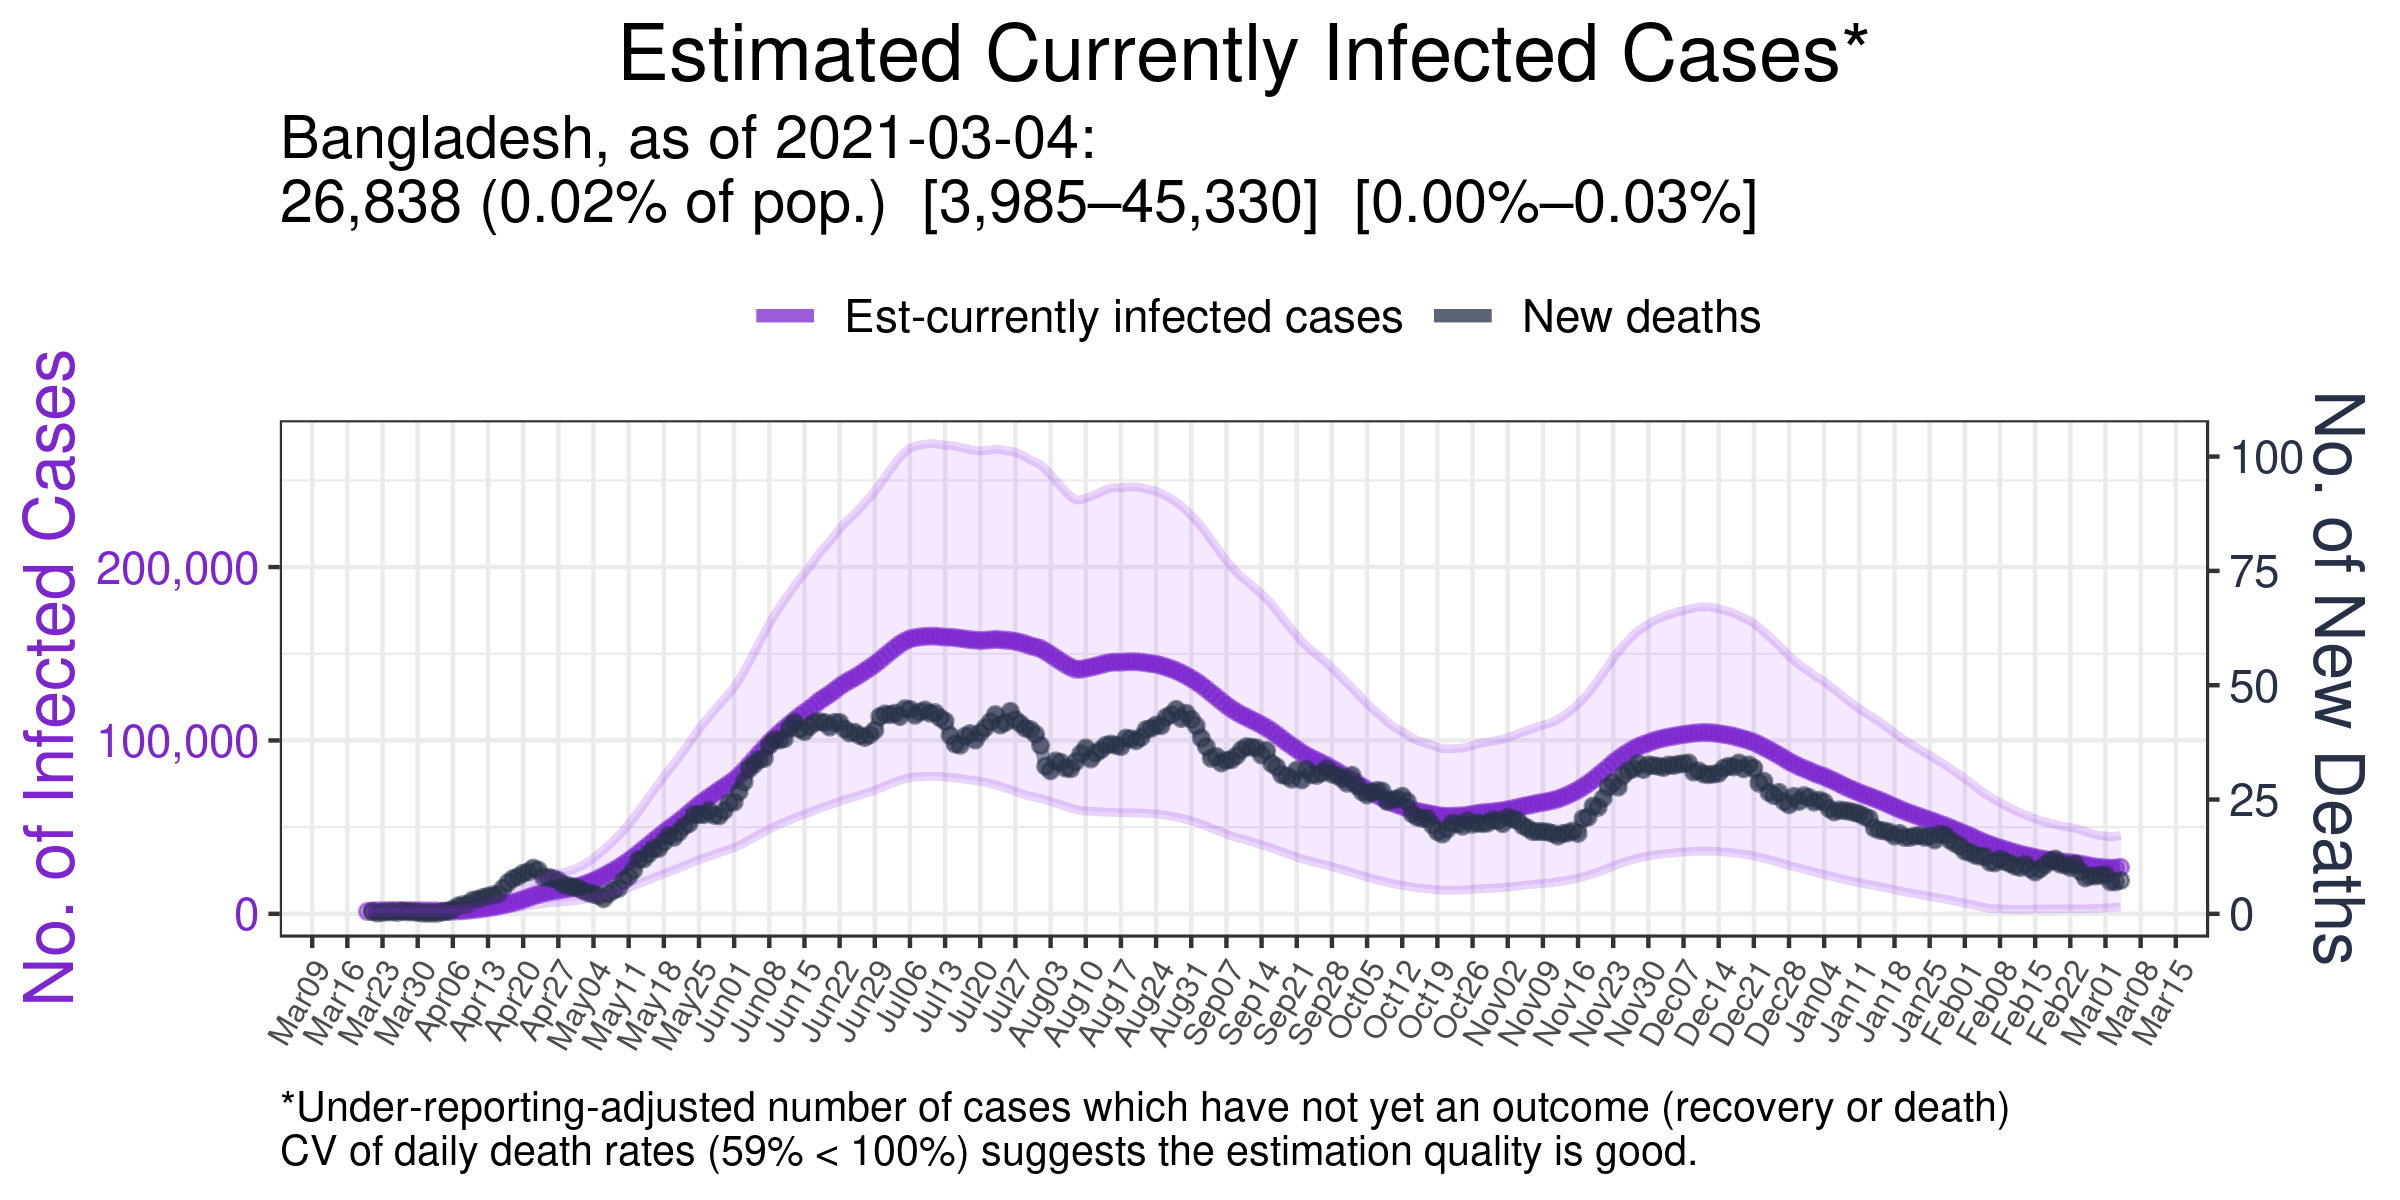 Estimated Currently Infected Cases*
Bangladesh, as of 2021-03-04:
26,838 (0.02% of pop.) [3,985–45,330] [0.00%–0.03%]
Est-currently infected cases
New deaths
No. of Infected Cases
200,000
100,000
0
100
75
50
25
0
No. of New Deaths
Mar09
Mar16
Mar23
Mar30
Apr06
Apr13
Apr20
Apr27
May04
May11
May18
May25
Jun01
Jun08
Jun15
Jun22
Jun29
Jul06
Jul13
Jul20
Jul27
Aug03
Aug10
Aug17
Aug24
Aug31
Sep07
Sep14
Sep21
Sep28
Oct05
Oct12
Oct19
Oct26
Nov02
Nov09
Nov16
Nov23
Nov30
Dec07
Dec14
Dec21
Dec28
Jan04
Jan11
Jan18
Jan25
Feb01
Feb08
Feb15
Feb22
Mar01
Mar08
Mar15
*Under-reporting-adjusted number of cases which have not yet an outcome (recovery or death)
CV of daily death rates (59% < 100%) suggests the estimation quality is good.